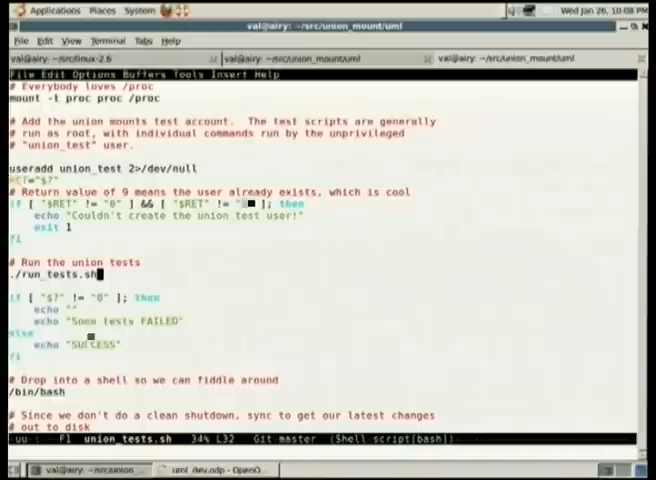 Applications Places System Wed Jan 26, 10:08 PM
val@airy: ~/src/union_mount/uml
File Edit View Terminal Tabs Help
val@airy: ~/src/linux-2.6 val@airy: ~/src/union_mount/uml val@airy: ~/src/union_mount/uml
File Edit Options Buffers Tools Insert Help
# Everybody loves /proc
mount -t proc proc /proc
# Add the union mounts test account. The test scripts are generally
# run as root, with individual commands run by the unprivileged
# "union_test" user.
useradd union_test 2>/dev/null
RET="$?"
# Return value of 9 means the user already exists, which is cool
if [ "$RET" != "0" ] && [ "$RET" != " ]; then
echo "Couldn't create the union_test user!"
exit 1
fi
# Run the union tests
./run_tests.sh
if [ "$?" != "0" ]; then
echo ""
echo "Some tests FAILED"
else
echo "SUCCESS"
fi
# Drop into a shell so we can fiddle around
/bin/bash
# Since we don't do a clean shutdown, sync to get our latest changes
# out to disk
-uu-:---F1 union_tests.sh 34% L32 Git-master (Shell-script[bash])
val@airy: ~/src/union_... uml_dev.odp - OpenO...